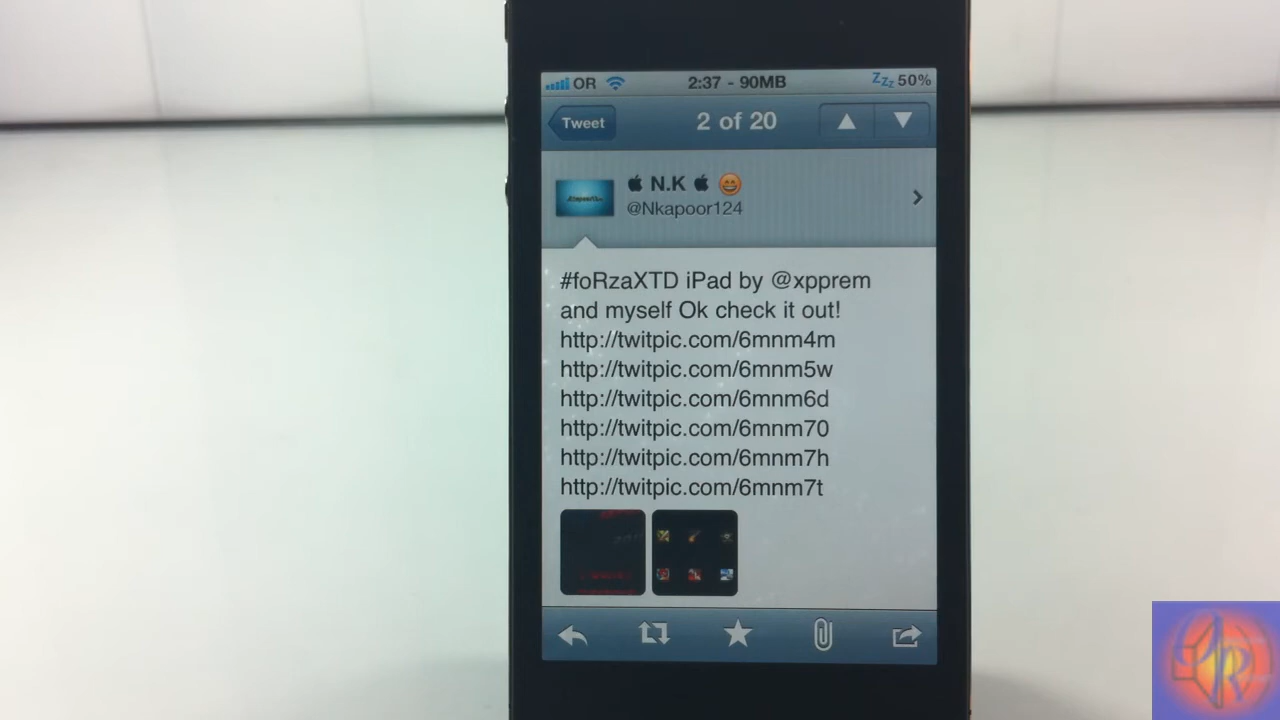 OR 2:37 - 90MB Zzz 50%
Tweet 2 of 20
N.K
@Nkapoor124
#foRzaXTD iPad by @xpprem
and myself Ok check it out!
http://twitpic.com/6mnm4m
http://twitpic.com/6mnm5w
http://twitpic.com/6mnm6d
http://twitpic.com/6mnm70
http://twitpic.com/6mnm7h
http://twitpic.com/6mnm7t